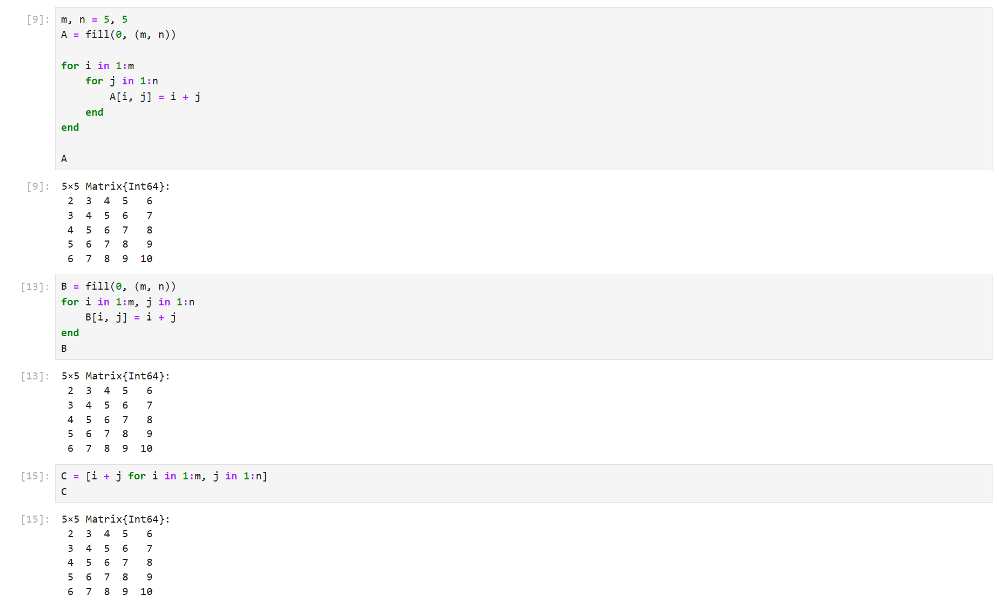 [9]: m, n = 5, 5
A = fill(0, (m, n))
for i in 1:m
    for j in 1:n
        A[i, j] = i + j
    end
end
A
[9]: 5×5 Matrix{Int64}:
 2  3  4  5   6
 3  4  5  6   7
 4  5  6  7   8
 5  6  7  8   9
 6  7  8  9  10
[13]: B = fill(0, (m, n))
for i in 1:m, j in 1:n
    B[i, j] = i + j
end
B
[13]: 5×5 Matrix{Int64}:
 2  3  4  5   6
 3  4  5  6   7
 4  5  6  7   8
 5  6  7  8   9
 6  7  8  9  10
[15]: C = [i + j for i in 1:m, j in 1:n]
C
[15]: 5×5 Matrix{Int64}:
 2  3  4  5   6
 3  4  5  6   7
 4  5  6  7   8
 5  6  7  8   9
 6  7  8  9  10